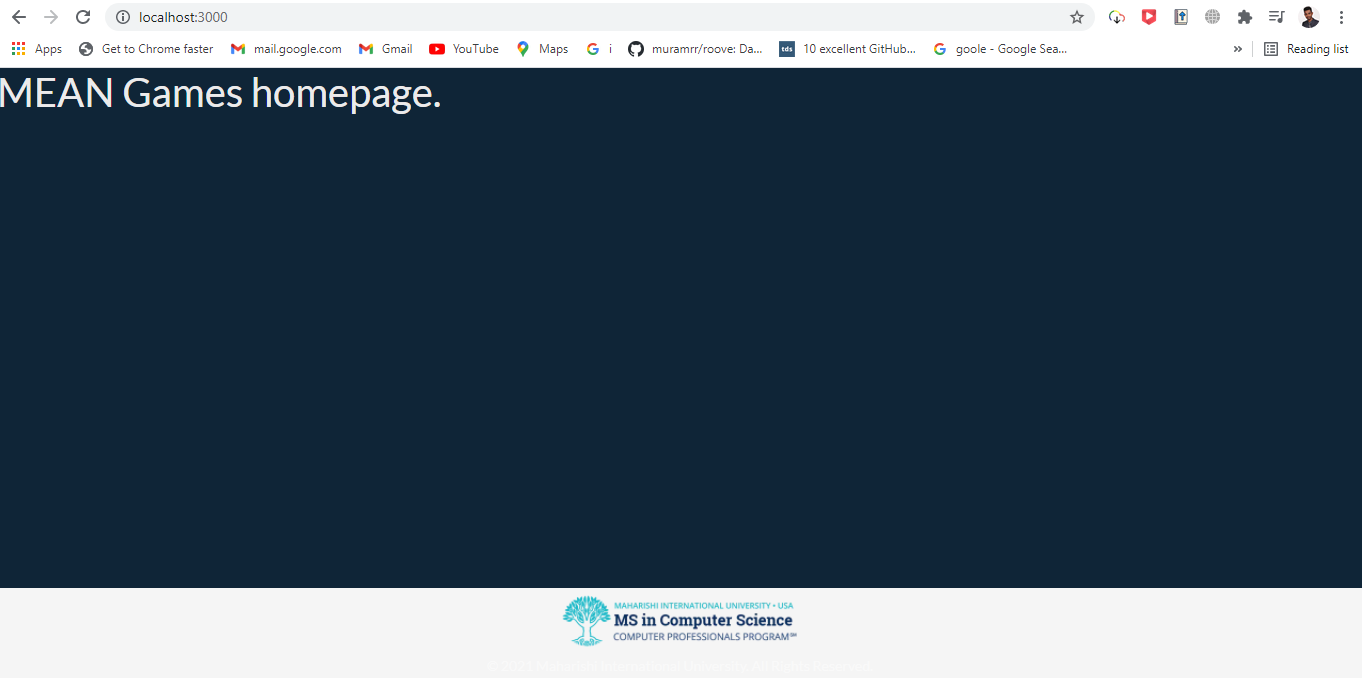 localhost:3000
Apps Get to Chrome faster mail.google.com Gmail YouTube Maps i muramrr/roove: Da... 10 excellent GitHub... goole - Google Sea... » Reading list
tds
MEAN Games homepage.
MAHARISHI INTERNATIONAL UNIVERSITY • USA
MS in Computer Science
COMPUTER PROFESSIONALS PROGRAM℠
Maharishi International University. All Rights Reserved.